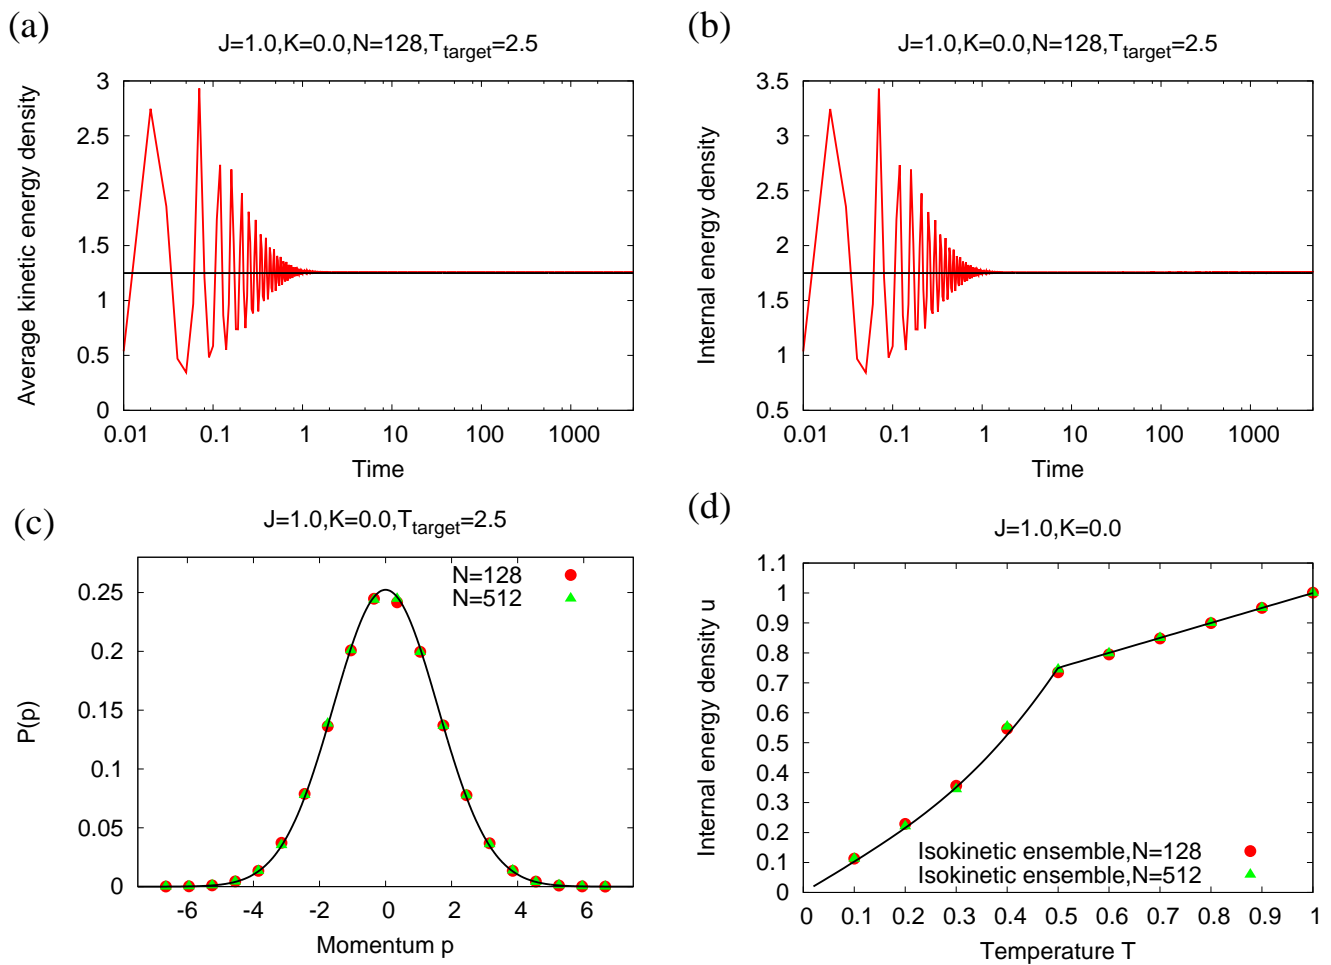 (a)
J=1.0,K=0.0,N=128,T_target=2.5
Average kinetic energy density
3
2.5
2
1.5
1
0.5
0
0.01 0.1 1 10 100 1000
Time
(b)
J=1.0,K=0.0,N=128,T_target=2.5
Internal energy density
3.5
3
2.5
2
1.5
1
0.5
0.01 0.1 1 10 100 1000
Time
(c)
J=1.0,K=0.0,T_target=2.5
N=128
N=512
P(p)
0.25
0.2
0.15
0.1
0.05
0
-6 -4 -2 0 2 4 6
Momentum p
(d)
J=1.0,K=0.0
Internal energy density u
1.1
1
0.9
0.8
0.7
0.6
0.5
0.4
0.3
0.2
0.1
0
Isokinetic ensemble,N=128
Isokinetic ensemble,N=512
0 0.1 0.2 0.3 0.4 0.5 0.6 0.7 0.8 0.9 1
Temperature T